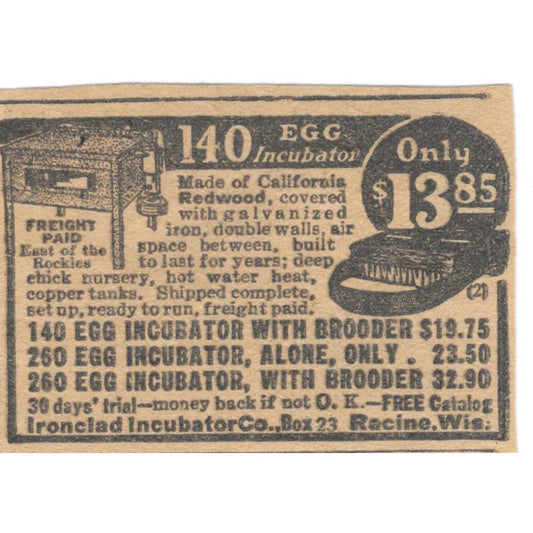 140 EGG
Incubator
Only
$13.85
FREIGHT
PAID
East of the
Rockies
Made of California
Redwood, covered
with galvanized
iron, double walls, air
space between, built
to last for years; deep
chick nursery, hot water heat,
copper tanks. Shipped complete,
set up, ready to run, freight paid.
(2)
140 EGG INCUBATOR WITH BROODER $19.75
260 EGG INCUBATOR, ALONE, ONLY . 23.50
260 EGG INCUBATOR, WITH BROODER 32.90
30 days' trial—money back if not O. K.—FREE Catalog
Ironclad Incubator Co., Box 23 Racine, Wis.